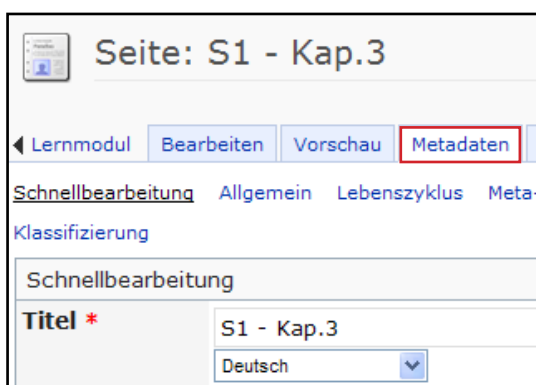 Seite: S1 - Kap.3
Lernmodul Bearbeiten Vorschau Metadaten
Schnellbearbeitung Allgemein Lebenszyklus Meta-
Klassifizierung
Schnellbearbeitung
Titel * S1 - Kap.3
Deutsch